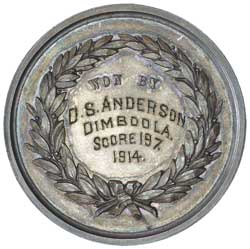 WON BY
D.S. ANDERSON
DIMBOOLA.
SCORE 197.
1914.